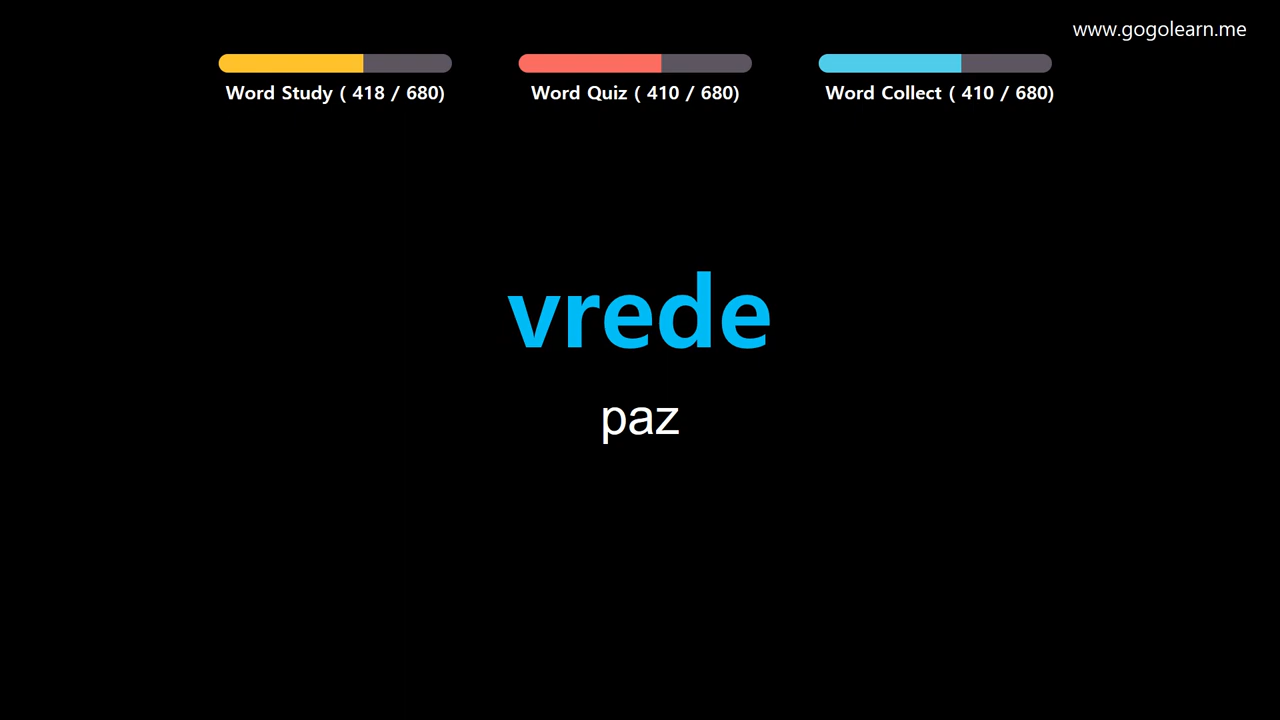 www.gogolearn.me
Word Study ( 418 / 680)
Word Quiz ( 410 / 680)
Word Collect ( 410 / 680)
vrede
paz